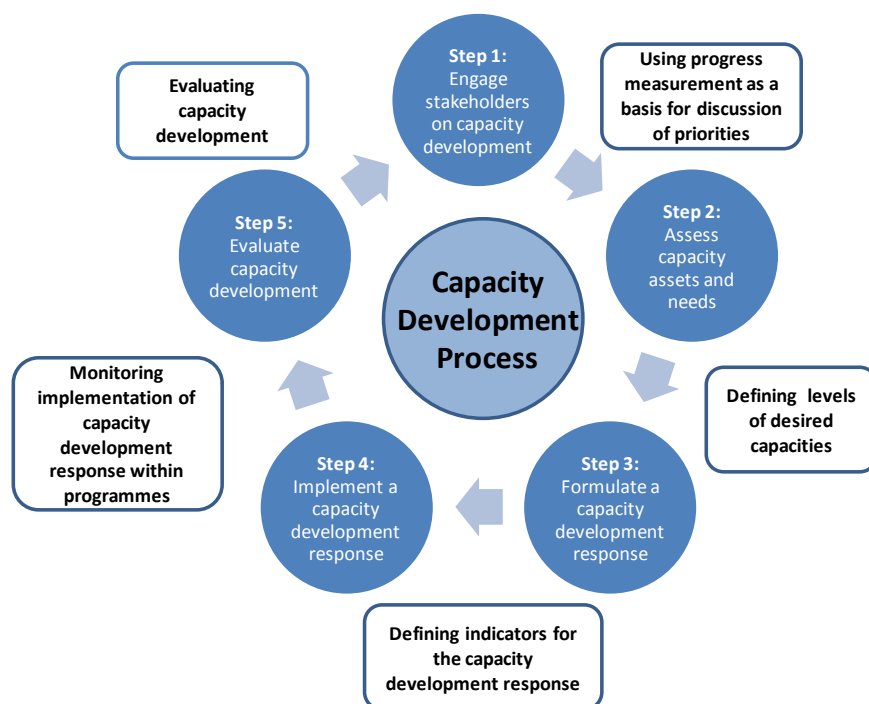 Step 1:
Engage
stakeholders
on capacity
development
Using progress
measurement as a
basis for discussion
of priorities
Step 2:
Assess
capacity
assets and
needs
Defining levels
of desired
capacities
Step 3:
Formulate a
capacity
development
response
Defining indicators for
the capacity
development response
Step 4:
Implement a
capacity
development
response
Monitoring
implementation of
capacity
development
response within
programmes
Step 5:
Evaluate
capacity
development
Evaluating
capacity
development
Capacity
Development
Process